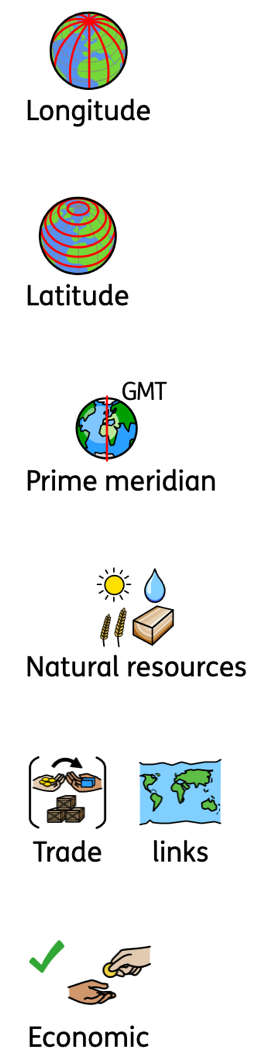 Longitude
Latitude
GMT
Prime meridian
Natural resources
Trade links
Economic